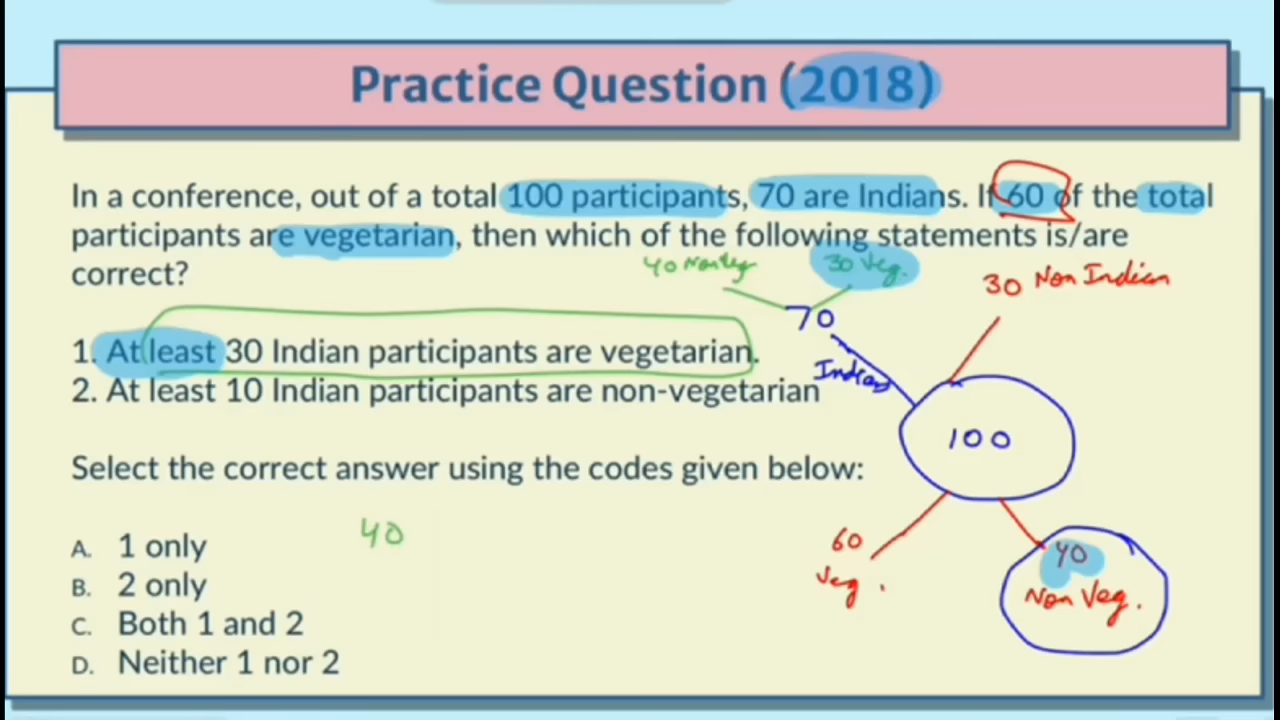 Practice Question (2018)
In a conference, out of a total 100 participants, 70 are Indians. If 60 of the total
participants are vegetarian, then which of the following statements is/are
correct?
40 Non Veg
30 Veg.
30 Non Indian
70
Indian
1. At least 30 Indian participants are vegetarian.
2. At least 10 Indian participants are non-vegetarian
100
Select the correct answer using the codes given below:
40
60
Veg.
40
Non Veg.
A. 1 only
B. 2 only
C. Both 1 and 2
D. Neither 1 nor 2